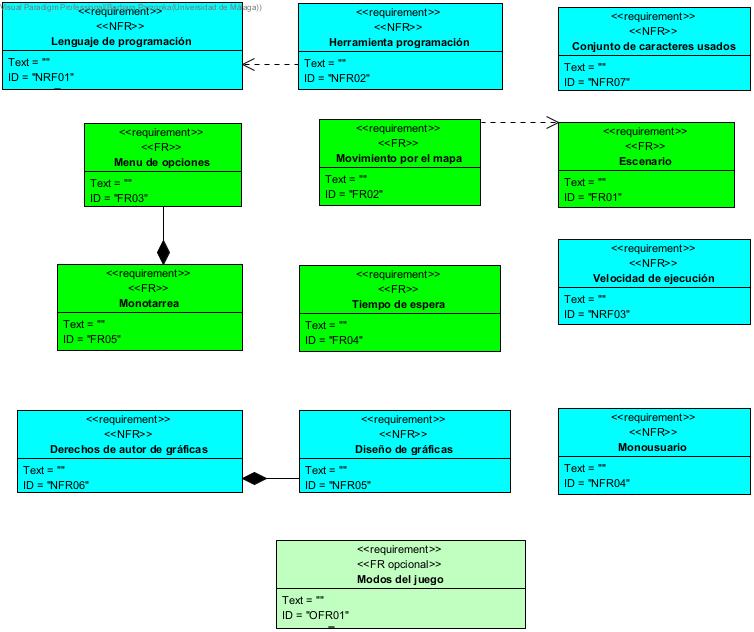 Visual Paradigm Professional(Barbara Pasionka(Universidad de Málaga))
<<requirement>>
<<NFR>>
Lenguaje de programación
Text = ""
ID = "NRF01"
<<requirement>>
<<NFR>>
Herramienta programación
Text = ""
ID = "NFR02"
<<requirement>>
<<NFR>>
Conjunto de caracteres usados
Text = ""
ID = "NFR07"
<<requirement>>
<<FR>>
Menu de opciones
Text = ""
ID = "FR03"
<<requirement>>
<<FR>>
Movimiento por el mapa
Text = ""
ID = "FR02"
<<requirement>>
<<FR>>
Escenario
Text = ""
ID = "FR01"
<<requirement>>
<<FR>>
Monotarrea
Text = ""
ID = "FR05"
<<requirement>>
<<FR>>
Tiempo de espera
Text = ""
ID = "FR04"
<<requirement>>
<<NFR>>
Velocidad de ejecución
Text = ""
ID = "NRF03"
<<requirement>>
<<NFR>>
Derechos de autor de gráficas
Text = ""
ID = "NFR06"
<<requirement>>
<<NFR>>
Diseño de gráficas
Text = ""
ID = "NFR05"
<<requirement>>
<<NFR>>
Monousuario
Text = ""
ID = "NFR04"
<<requirement>>
<<FR opcional>>
Modos del juego
Text = ""
ID = "OFR01"